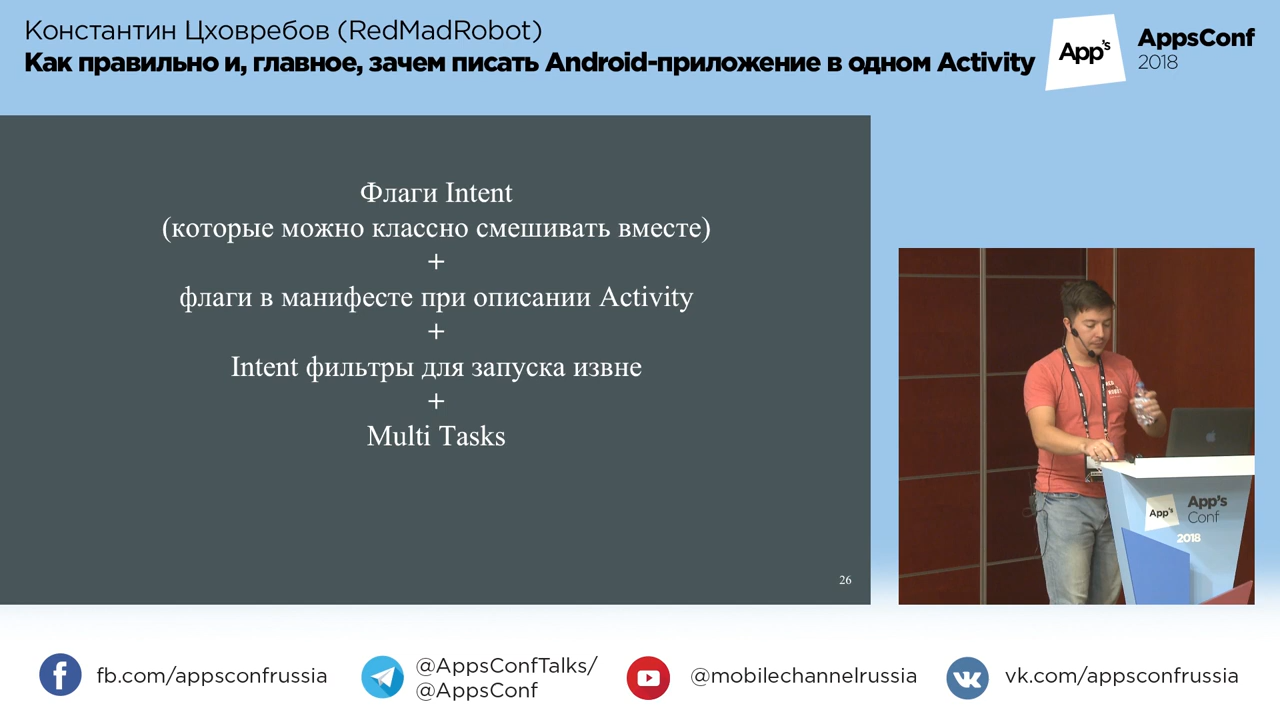 Константин Цховребов (RedMadRobot)
Как правильно и, главное, зачем писать Android-приложение в одном Activity
App's
AppsConf
2018
Флаги Intent
(которые можно классно смешивать вместе)
+
флаги в манифесте при описании Activity
+
Intent фильтры для запуска извне
+
Multi Tasks
26
App's
App's
Conf
2018
fb.com/appsconfrussia
@AppsConfTalks/
@AppsConf
@mobilechannelrussia
vk.com/appsconfrussia